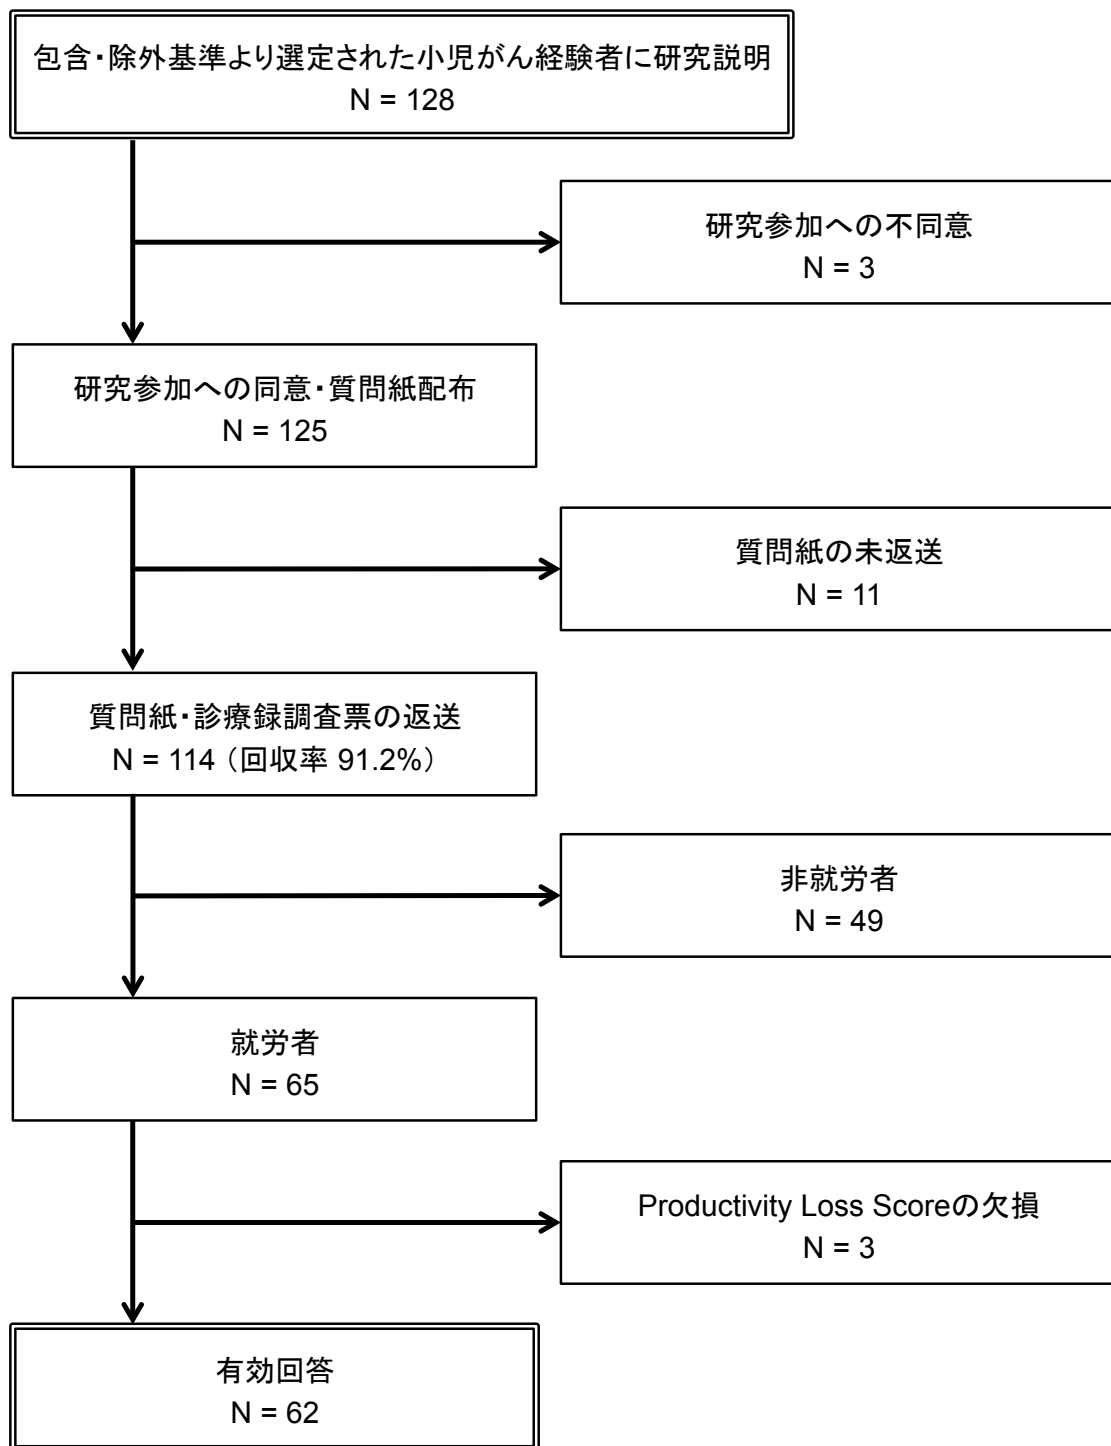 包含・除外基準より選定された小児がん経験者に研究説明
N = 128
研究参加への不同意
N = 3
研究参加への同意・質問紙配布
N = 125
質問紙の未返送
N = 11
質問紙・診療録調査票の返送
N = 114（回収率 91.2%）
非就労者
N = 49
就労者
N = 65
Productivity Loss Scoreの欠損
N = 3
有効回答
N = 62